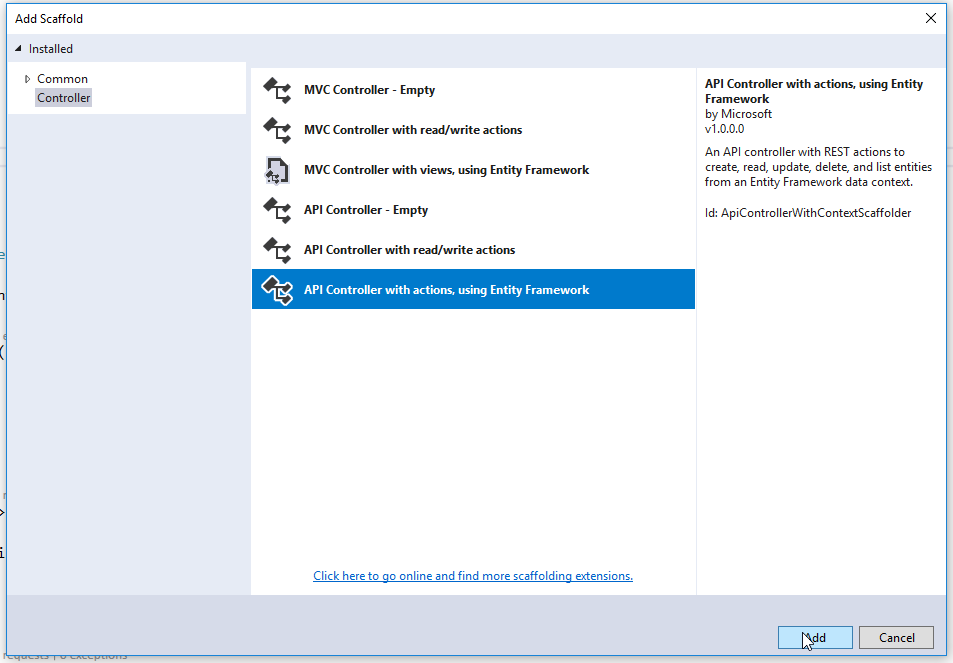 Add Scaffold
Installed
Common
Controller
MVC Controller - Empty
MVC Controller with read/write actions
MVC Controller with views, using Entity Framework
API Controller - Empty
API Controller with read/write actions
API Controller with actions, using Entity Framework
Click here to go online and find more scaffolding extensions.
API Controller with actions, using Entity
Framework
by Microsoft
v1.0.0.0
An API controller with REST actions to
create, read, update, delete, and list entities
from an Entity Framework data context.
Id: ApiControllerWithContextScaffolder
Add
Cancel